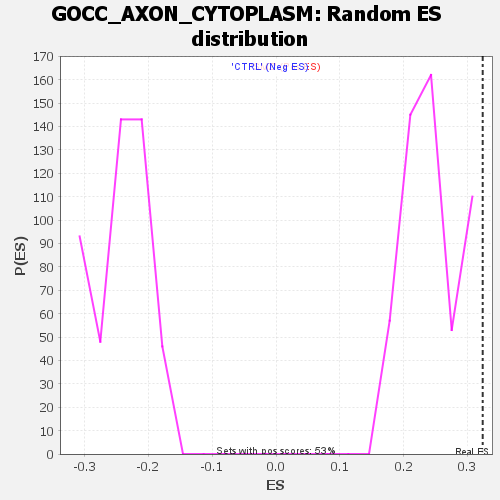 GOCC_AXON_CYTOPLASM: Random ES
distribution
'CTRL' (Neg ES)
S)
170
160
150
140
130
120
110
100
90
80
70
60
50
40
30
20
10
0
P(ES)
Sets with pos scores: 53%
Real ES
-0.3 -0.2 -0.1 0.0 0.1 0.2 0.3
ES